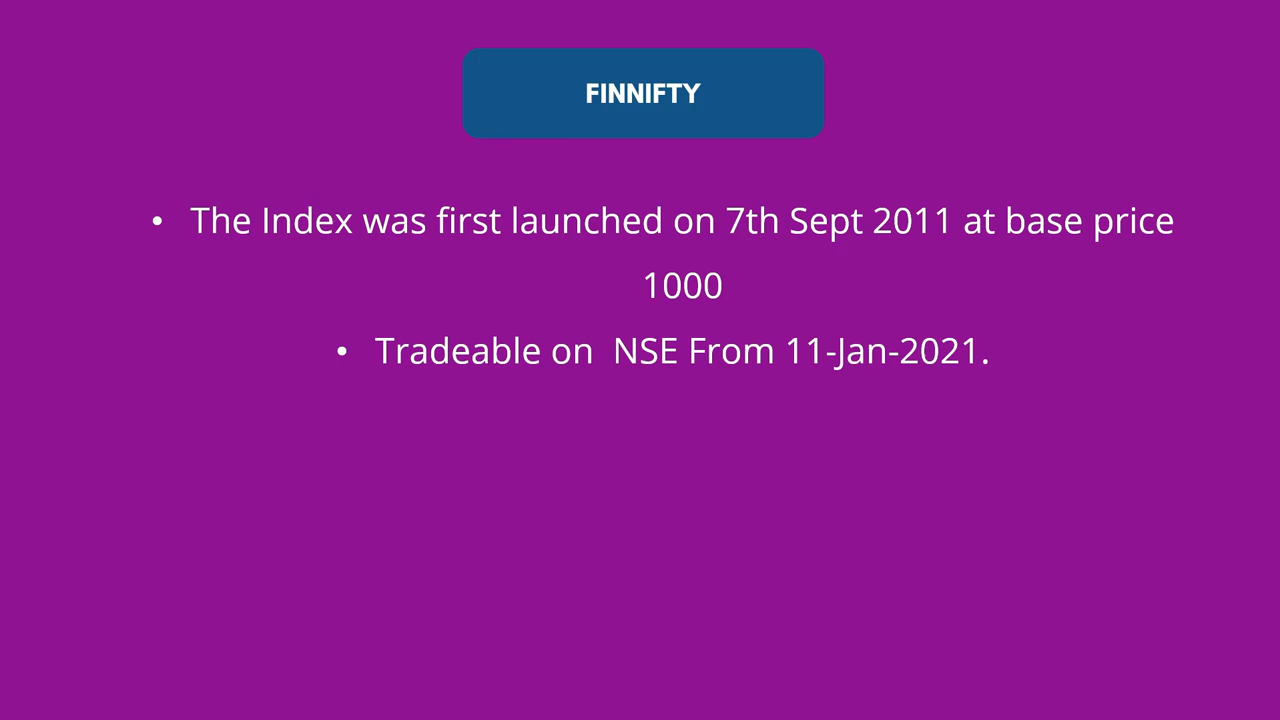 FINNIFTY
• The Index was first launched on 7th Sept 2011 at base price
1000
• Tradeable on  NSE From 11-Jan-2021.